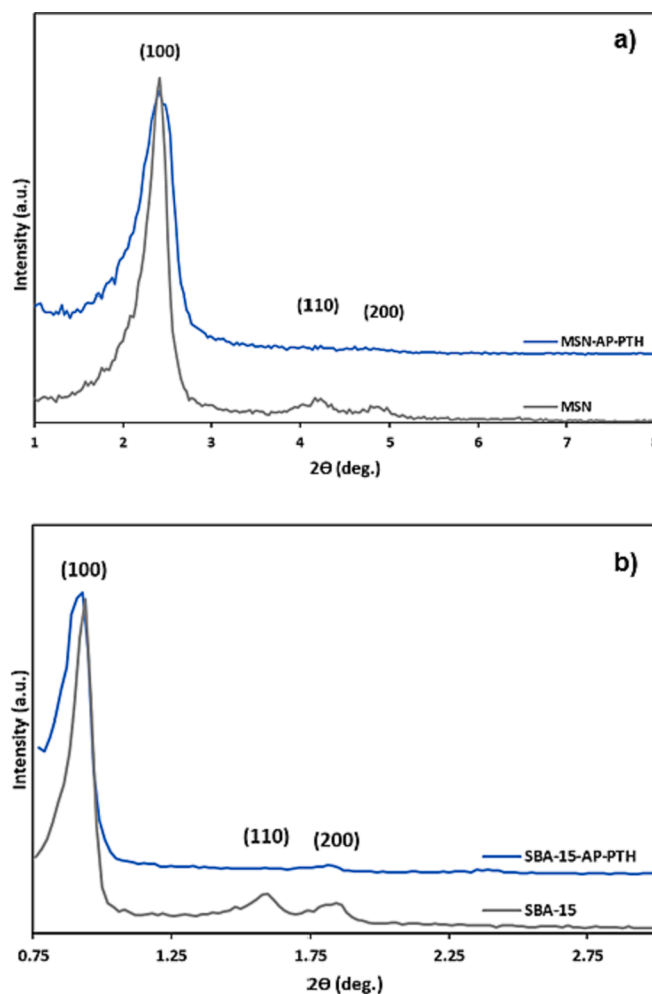 a)
(100)
Intensity (a.u.)
(110)
(200)
MSN-AP-PTH
MSN
1 2 3 4 5 6 7 8
2Θ (deg.)
b)
(100)
Intensity (a.u.)
(110)
(200)
SBA-15-AP-PTH
SBA-15
0.75 1.25 1.75 2.25 2.75
2Θ (deg.)